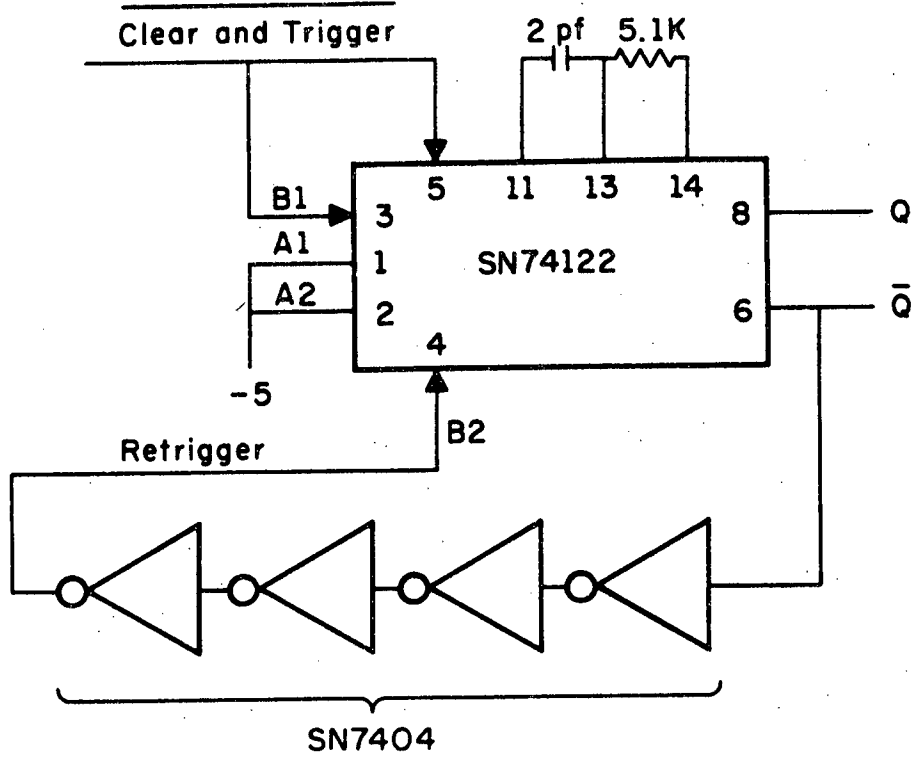 Clear and Trigger
2 pf 5.1K
5 11 13 14
B1 3
8 Q
A1 1
SN74122
A2 2
6 Q̅
4
-5
B2
Retrigger
SN7404